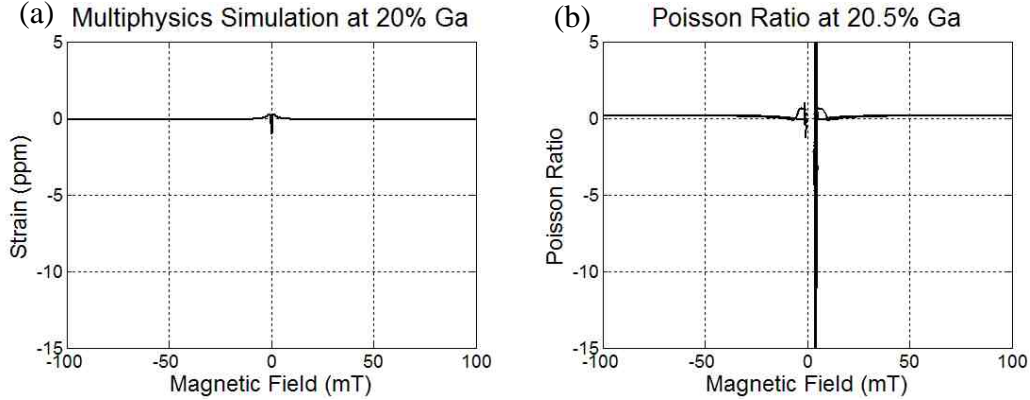 (a) Multiphysics Simulation at 20% Ga
5
0
-5
-10
-15
Strain (ppm)
-100 -50 0 50 100
Magnetic Field (mT)
(b) Poisson Ratio at 20.5% Ga
5
0
-5
-10
-15
Poisson Ratio
-100 -50 0 50 100
Magnetic Field (mT)